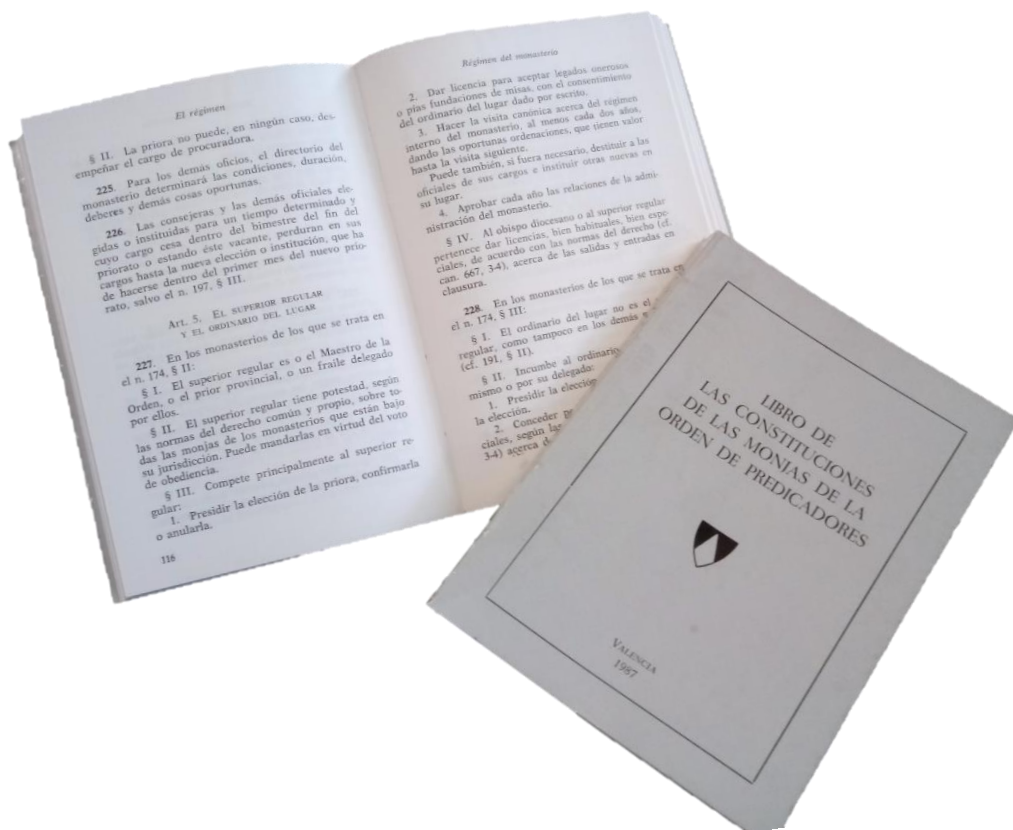 El régimen
§ II. La priora no puede, en ningún caso, des-
empeñar el cargo de procuradora.
225. Para los demás oficios, el directorio del
monasterio determinará las condiciones, duración,
deberes y demás cosas oportunas.
226. Las consejeras y las demás oficiales ele-
gidas o instituidas para un tiempo determinado y
cuyo cargo cesa dentro del bimestre del fin del
priorato o estando éste vacante, perduran en sus
cargos hasta la nueva elección o institución, que ha
de hacerse dentro del primer mes del nuevo prio-
rato, salvo el n. 197, § III.
Art. 5. EL SUPERIOR REGULAR
Y EL ORDINARIO DEL LUGAR
227. En los monasterios de los que se trata en
el n. 174, § II:
§ I. El superior regular es o el Maestro de la
Orden, o el prior provincial, o un fraile delegado
por ellos.
§ II. El superior regular tiene potestad, según
las normas del derecho común y propio, sobre to-
das las monjas de los monasterios que están bajo
su jurisdicción. Puede mandarlas en virtud del voto
de obediencia.
§ III. Compete principalmente al superior re-
gular:
1. Presidir la elección de la priora, confirmarla
o anularla.
116
Régimen del monasterio
2. Dar licencia para aceptar legados onerosos
o pías fundaciones de misas, con el consentimiento
del ordinario del lugar dado por escrito.
3. Hacer la visita canónica acerca del régimen
interno del monasterio, al menos cada dos años,
dando las oportunas ordenaciones, que tienen valor
hasta la visita siguiente.
Puede también, si fuera necesario, destituir a las
oficiales de sus cargos e instituir otras nuevas en
su lugar.
4. Aprobar cada año las relaciones de la admi-
nistración del monasterio.
§ IV. Al obispo diocesano o al superior regular
pertenece dar licencias, bien habituales, bien espe-
ciales, de acuerdo con las normas del derecho (cf.
can. 667, 3-4), acerca de las salidas y entradas en
clausura.
228. En los monasterios de los que se trata en
el n. 174, § III:
§ I. El ordinario del lugar no es el
regular, como tampoco en los demás
(cf. 191, § II).
§ II. Incumbe al ordinario
mismo o por su delegado:
1. Presidir la
la elección.
2. Conceder
ciales, según las
3-4) acerca
LIBRO DE
LAS CONSTITUCIONES
DE LAS MONJAS DE LA
ORDEN DE PREDICADORES
VALENCIA
1987